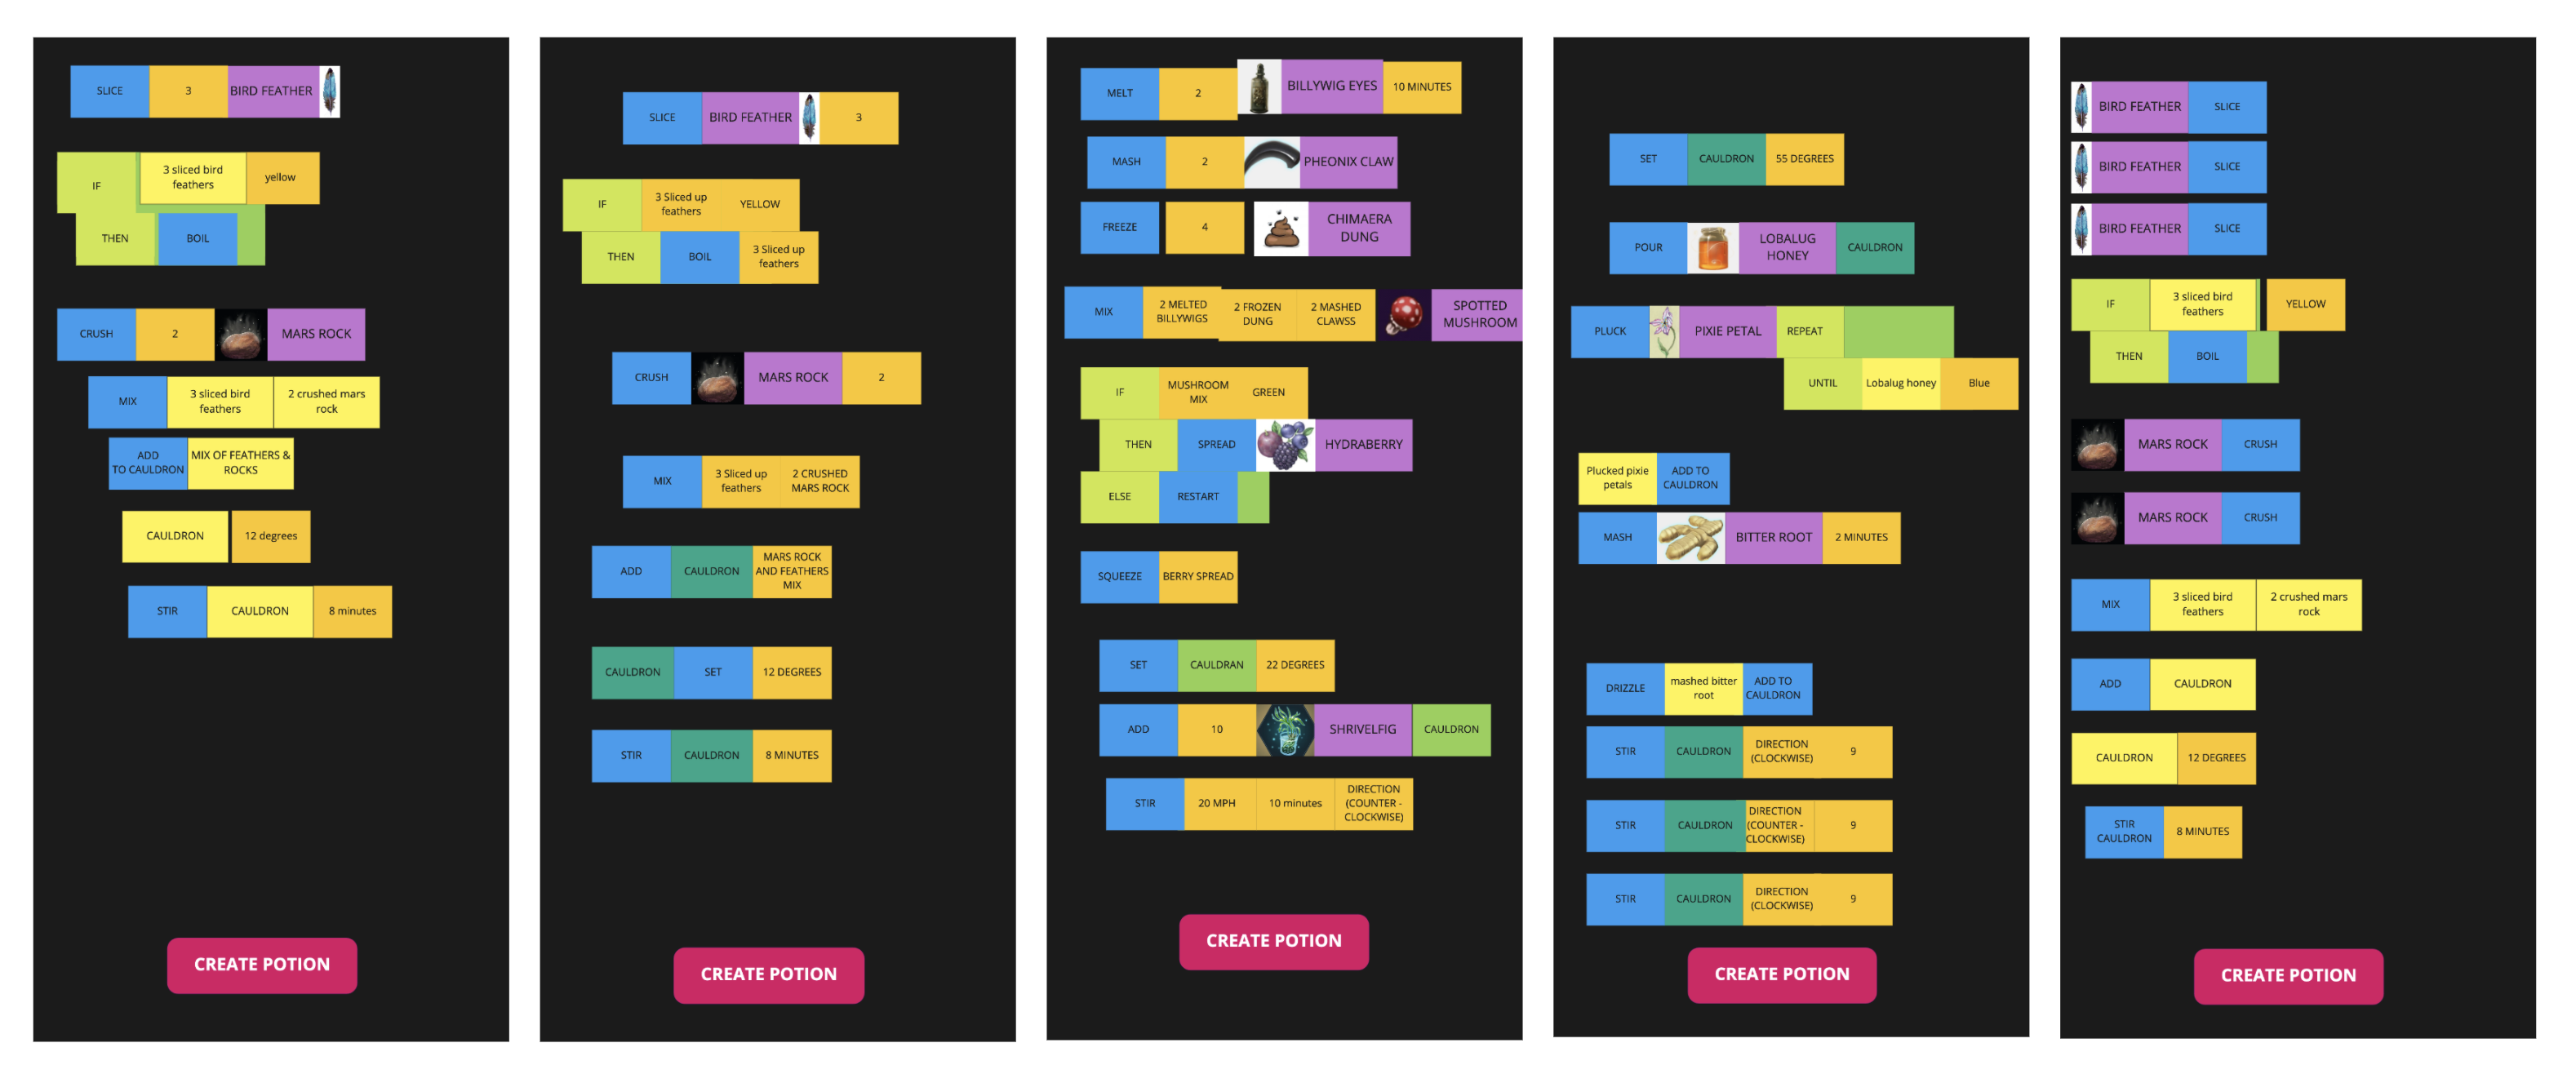 SLICE 3 BIRD FEATHER
IF 3 sliced bird feathers yellow
THEN BOIL
CRUSH 2 MARS ROCK
MIX 3 sliced bird feathers 2 crushed mars rock
ADD TO CAULDRON MIX OF FEATHERS & ROCKS
CAULDRON 12 degrees
STIR CAULDRON 8 minutes
CREATE POTION
SLICE BIRD FEATHER 3
IF 3 Sliced up feathers YELLOW
THEN BOIL 3 Sliced up feathers
CRUSH MARS ROCK 2
MIX 3 Sliced up feathers 2 CRUSHED MARS ROCK
ADD CAULDRON MARS ROCK AND FEATHERS MIX
CAULDRON SET 12 DEGREES
STIR CAULDRON 8 MINUTES
CREATE POTION
MELT 2 BILLYWIG EYES 10 MINUTES
MASH 2 PHEONIX CLAW
FREEZE 4 CHIMAERA DUNG
MIX 2 MELTED BILLYWIGS 2 FROZEN DUNG 2 MASHED CLAWSS SPOTTED MUSHROOM
IF MUSHROOM MIX GREEN
THEN SPREAD HYDRABERRY
ELSE RESTART
SQUEEZE BERRY SPREAD
SET CAULDRAN 22 DEGREES
ADD 10 SHRIVELFIG CAULDRON
STIR 20 MPH 10 minutes DIRECTION (COUNTER - CLOCKWISE)
CREATE POTION
SET CAULDRON 55 DEGREES
POUR LOBALUG HONEY CAULDRON
PLUCK PIXIE PETAL REPEAT
UNTIL Lobalug honey Blue
Plucked pixie petals ADD TO CAULDRON
MASH BITTER ROOT 2 MINUTES
DRIZZLE mashed bitter root ADD TO CAULDRON
STIR CAULDRON DIRECTION (CLOCKWISE) 9
STIR CAULDRON DIRECTION (COUNTER - CLOCKWISE) 9
STIR CAULDRON DIRECTION (CLOCKWISE) 9
CREATE POTION
BIRD FEATHER SLICE
BIRD FEATHER SLICE
BIRD FEATHER SLICE
IF 3 sliced bird feathers YELLOW
THEN BOIL
MARS ROCK CRUSH
MARS ROCK CRUSH
MIX 3 sliced bird feathers 2 crushed mars rock
ADD CAULDRON
CAULDRON 12 DEGREES
STIR CAULDRON 8 MINUTES
CREATE POTION